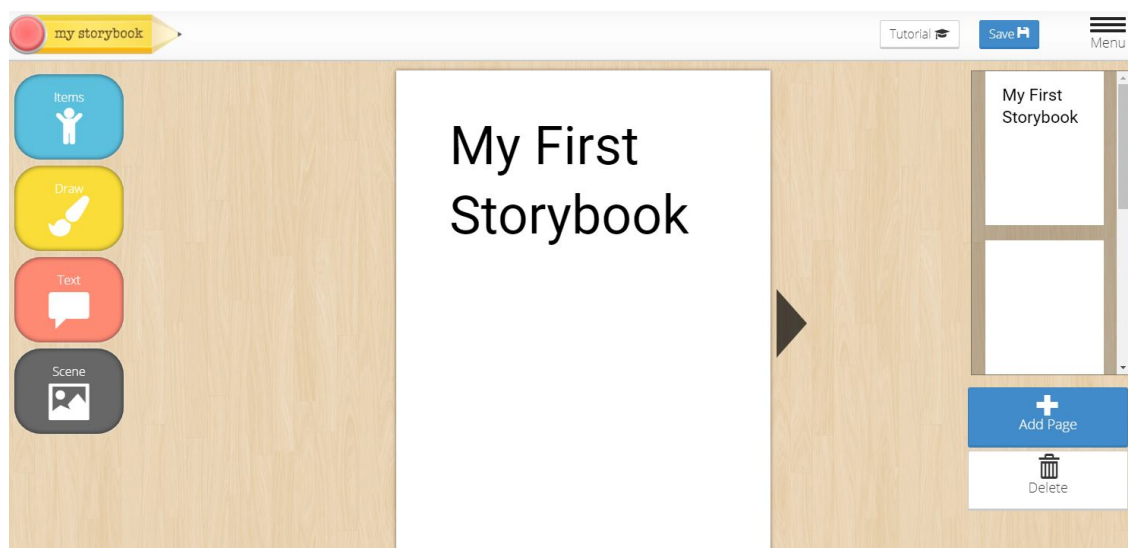 my storybook
Tutorial
Save
Menu
Items
Draw
Text
Scene
My First
Storybook
My First
Storybook
Add Page
Delete